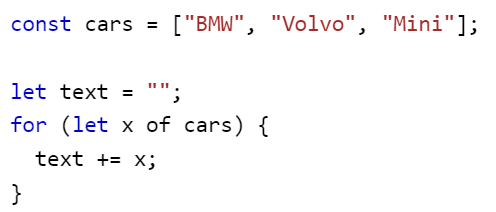 const cars = ["BMW", "Volvo", "Mini"];

let text = "";
for (let x of cars) {
  text += x;
}